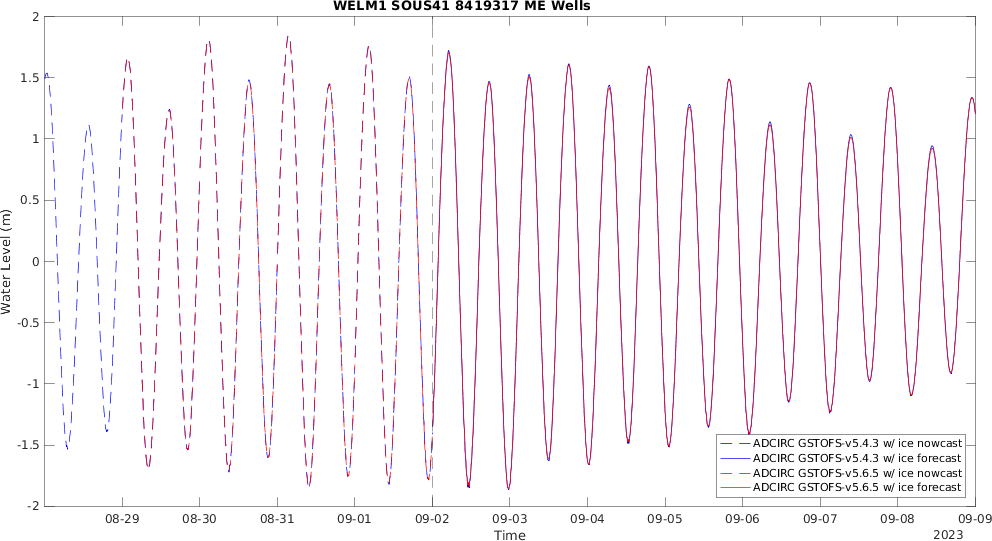 WELM1 SOUS41 8419317 ME Wells
Water Level (m)
2
1.5
1
0.5
0
-0.5
-1
-1.5
-2
ADCIRC GSTOFS-v5.4.3 w/ ice nowcast
ADCIRC GSTOFS-v5.4.3 w/ ice forecast
ADCIRC GSTOFS-v5.6.5 w/ ice nowcast
ADCIRC GSTOFS-v5.6.5 w/ ice forecast
08-29 08-30 08-31 09-01 09-02 09-03 09-04 09-05 09-06 09-07 09-08 09-09
Time
2023